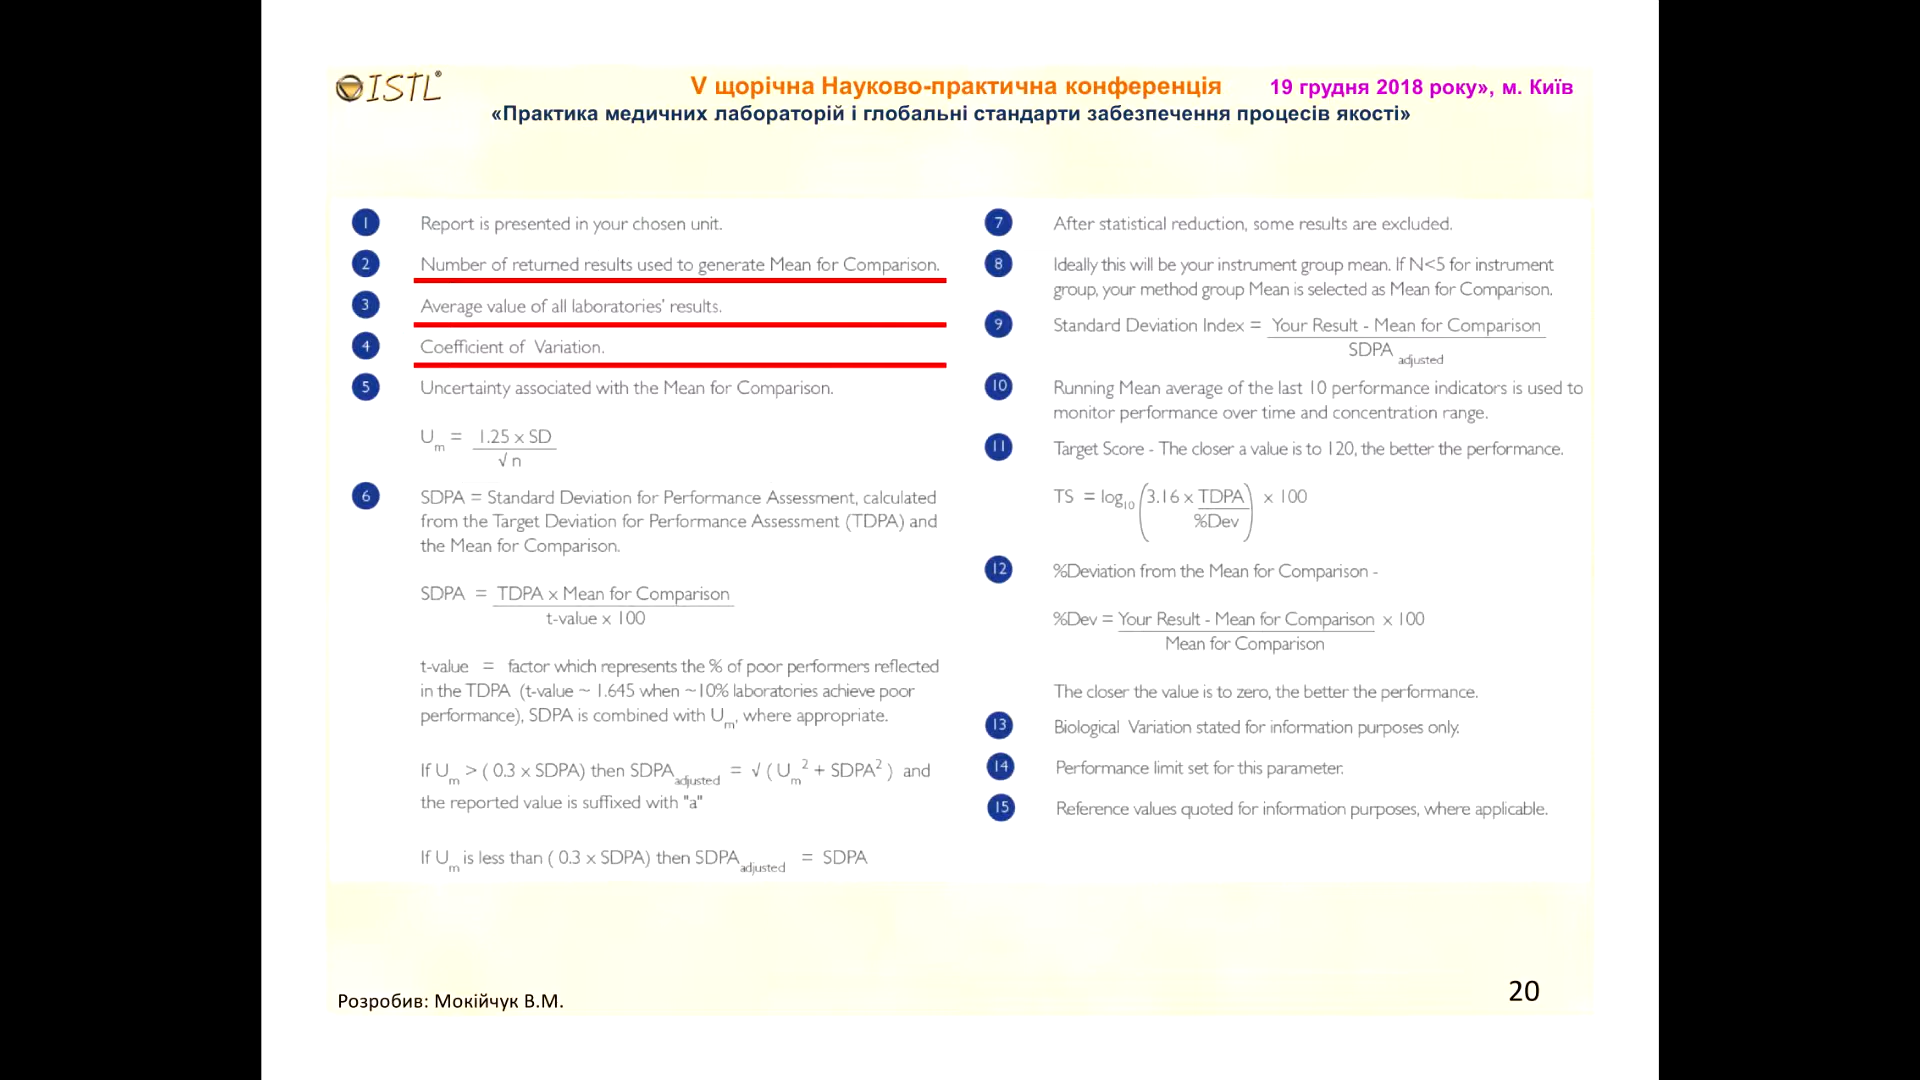 ISTL®
V щорічна Науково-практична конференція
19 грудня 2018 року», м. Київ
«Практика медичних лабораторій і глобальні стандарти забезпечення процесів якості»
1 Report is presented in your chosen unit.
2 Number of returned results used to generate Mean for Comparison.
3 Average value of all laboratories' results.
4 Coefficient of Variation.
5 Uncertainty associated with the Mean for Comparison.
Um = 1.25 x SD
√ n
6 SDPA = Standard Deviation for Performance Assessment, calculated
from the Target Deviation for Performance Assessment (TDPA) and
the Mean for Comparison.
SDPA = TDPA x Mean for Comparison
t-value x 100
t-value = factor which represents the % of poor performers reflected
in the TDPA (t-value ~ 1.645 when ~10% laboratories achieve poor
performance), SDPA is combined with Um, where appropriate.
If Um > ( 0.3 x SDPA) then SDPA adjusted = √ ( Um² + SDPA² ) and
the reported value is suffixed with "a"
If Um is less than ( 0.3 x SDPA) then SDPA adjusted = SDPA
7 After statistical reduction, some results are excluded.
8 Ideally this will be your instrument group mean. If N<5 for instrument
group, your method group Mean is selected as Mean for Comparison.
9 Standard Deviation Index = Your Result - Mean for Comparison
SDPA adjusted
10 Running Mean average of the last 10 performance indicators is used to
monitor performance over time and concentration range.
11 Target Score - The closer a value is to 120, the better the performance.
TS = log10 (3.16 x TDPA) x 100
%Dev
12 %Deviation from the Mean for Comparison -
%Dev = Your Result - Mean for Comparison x 100
Mean for Comparison
The closer the value is to zero, the better the performance.
13 Biological Variation stated for information purposes only.
14 Performance limit set for this parameter.
15 Reference values quoted for information purposes, where applicable.
Розробив: Мокійчук В.М.
20